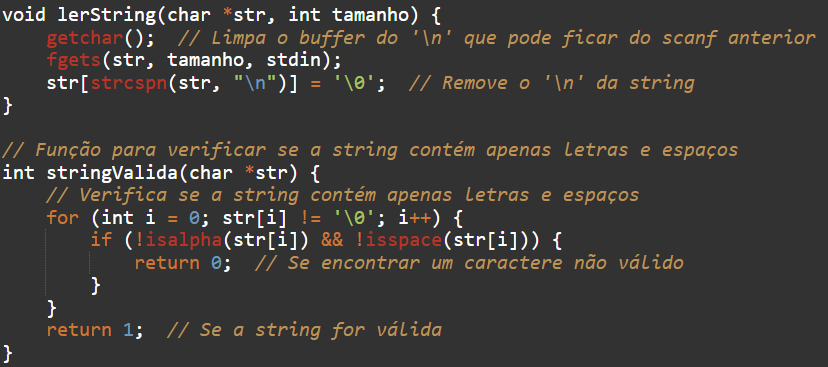 void lerString(char *str, int tamanho) {
    getchar();  // Limpa o buffer do '\n' que pode ficar do scanf anterior
    fgets(str, tamanho, stdin);
    str[strcspn(str, "\n")] = '\0';  // Remove o '\n' da string
}

// Função para verificar se a string contém apenas letras e espaços
int stringValida(char *str) {
    // Verifica se a string contém apenas letras e espaços
    for (int i = 0; str[i] != '\0'; i++) {
        if (!isalpha(str[i]) && !isspace(str[i])) {
            return 0;  // Se encontrar um caractere não válido
        }
    }
    return 1;  // Se a string for válida
}